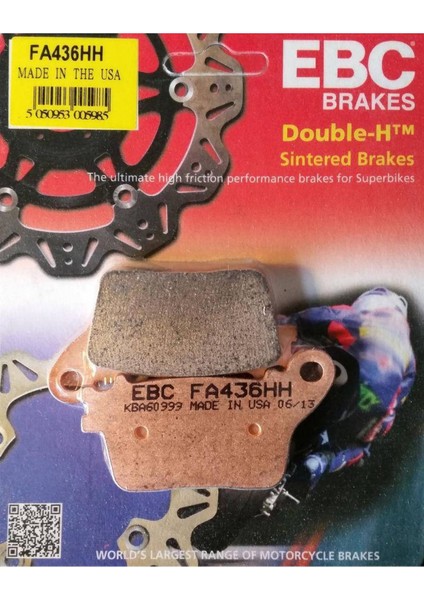 FA436HH
MADE IN THE USA
5 050953 005985
EBC
BRAKES
Double-H™
Sintered Brakes
The ultimate high friction performance brakes for Superbikes
EBC FA436HH
KBA60999 MADE IN USA 06/13
WORLD'S LARGEST RANGE OF MOTORCYCLE BRAKES